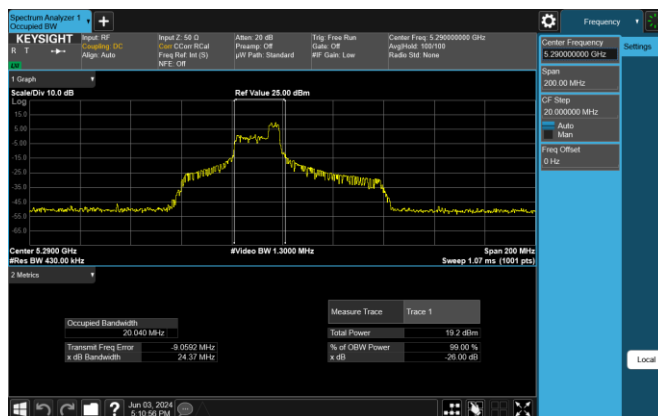 Spectrum Analyzer 1
Occupied BW
Frequency
KEYSIGHT
R T
Input: RF
Coupling: DC
Align: Auto
Input Z: 50 Ω
Corr CCorr RCal
Freq Ref: Int (S)
NFE: Off
Atten: 20 dB
Preamp: Off
µW Path: Standard
Trig: Free Run
Gate: Off
#IF Gain: Low
Center Freq: 5.290000000 GHz
Avg|Hold: 100/100
Radio Std: None
Center Frequency
5.290000000 GHz
Settings
Span
200.00 MHz
CF Step
20.000000 MHz
Auto
Man
Freq Offset
0 Hz
1 Graph
Scale/Div 10.0 dB
Ref Value 25.00 dBm
Log
15.0
5.00
-5.00
-15.0
-25.0
-35.0
-45.0
-55.0
-65.0
Center 5.2900 GHz
#Video BW 1.3000 MHz
Span 200 MHz
#Res BW 430.00 kHz
Sweep 1.07 ms (1001 pts)
2 Metrics
Measure Trace
Trace 1
Occupied Bandwidth
20.040 MHz
Total Power
19.2 dBm
Transmit Freq Error
-9.0592 MHz
% of OBW Power
99.00 %
x dB Bandwidth
24.37 MHz
x dB
-26.00 dB
Local
Jun 03, 2024
5:10:56 PM